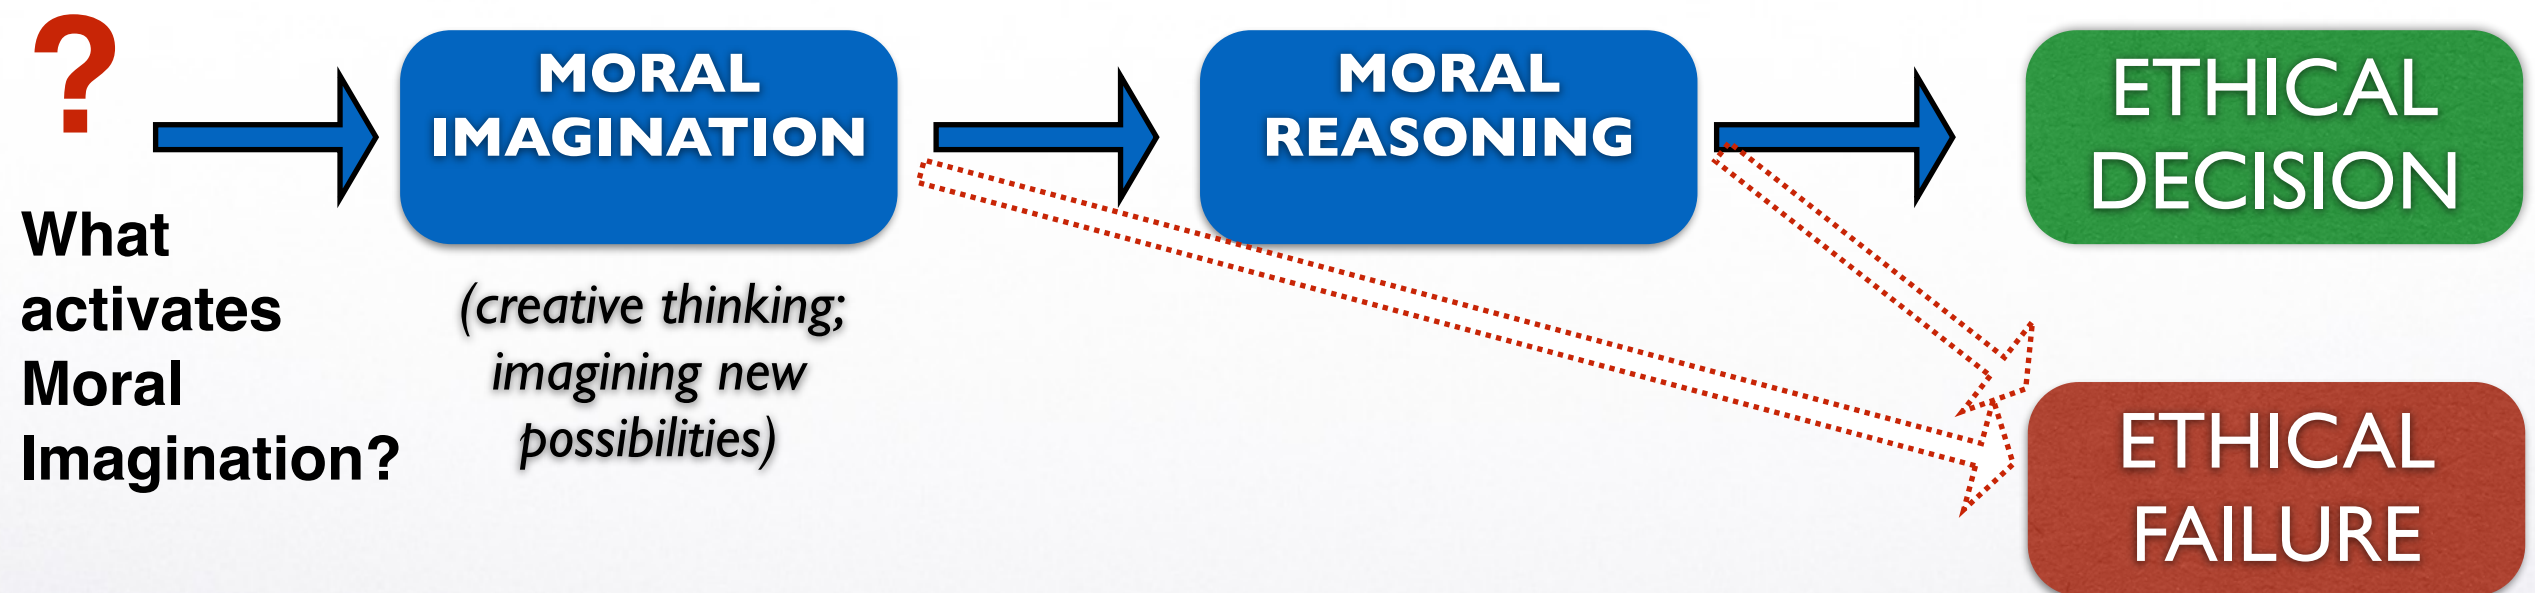 ?
What
activates
Moral
Imagination?
MORAL
IMAGINATION
(creative thinking;
imagining new
possibilities)
MORAL
REASONING
ETHICAL
DECISION
ETHICAL
FAILURE